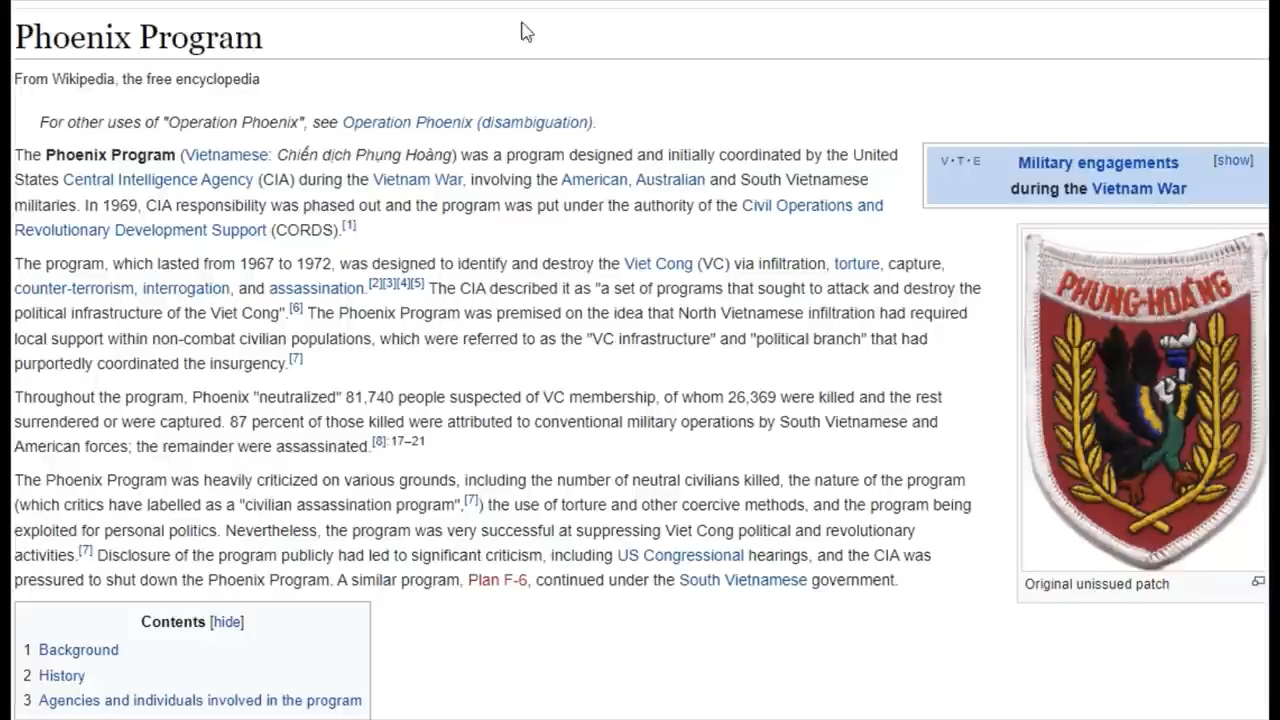 Phoenix Program
From Wikipedia, the free encyclopedia
For other uses of "Operation Phoenix", see Operation Phoenix (disambiguation).
The Phoenix Program (Vietnamese: Chiến dịch Phụng Hoàng) was a program designed and initially coordinated by the United
States Central Intelligence Agency (CIA) during the Vietnam War, involving the American, Australian and South Vietnamese
militaries. In 1969, CIA responsibility was phased out and the program was put under the authority of the Civil Operations and
Revolutionary Development Support (CORDS).[1]
The program, which lasted from 1967 to 1972, was designed to identify and destroy the Viet Cong (VC) via infiltration, torture, capture,
counter-terrorism, interrogation, and assassination.[2][3][4][5] The CIA described it as "a set of programs that sought to attack and destroy the
political infrastructure of the Viet Cong".[6] The Phoenix Program was premised on the idea that North Vietnamese infiltration had required
local support within non-combat civilian populations, which were referred to as the "VC infrastructure" and "political branch" that had
purportedly coordinated the insurgency.[7]
Throughout the program, Phoenix "neutralized" 81,740 people suspected of VC membership, of whom 26,369 were killed and the rest
surrendered or were captured. 87 percent of those killed were attributed to conventional military operations by South Vietnamese and
American forces; the remainder were assassinated.[8]:17–21
The Phoenix Program was heavily criticized on various grounds, including the number of neutral civilians killed, the nature of the program
(which critics have labelled as a "civilian assassination program",[7]) the use of torture and other coercive methods, and the program being
exploited for personal politics. Nevertheless, the program was very successful at suppressing Viet Cong political and revolutionary
activities.[7] Disclosure of the program publicly had led to significant criticism, including US Congressional hearings, and the CIA was
pressured to shut down the Phoenix Program. A similar program, Plan F-6, continued under the South Vietnamese government.
Contents [hide]
1 Background
2 History
3 Agencies and individuals involved in the program
V·T·E Military engagements [show]
during the Vietnam War
PHUNG-HOÀNG
Original unissued patch